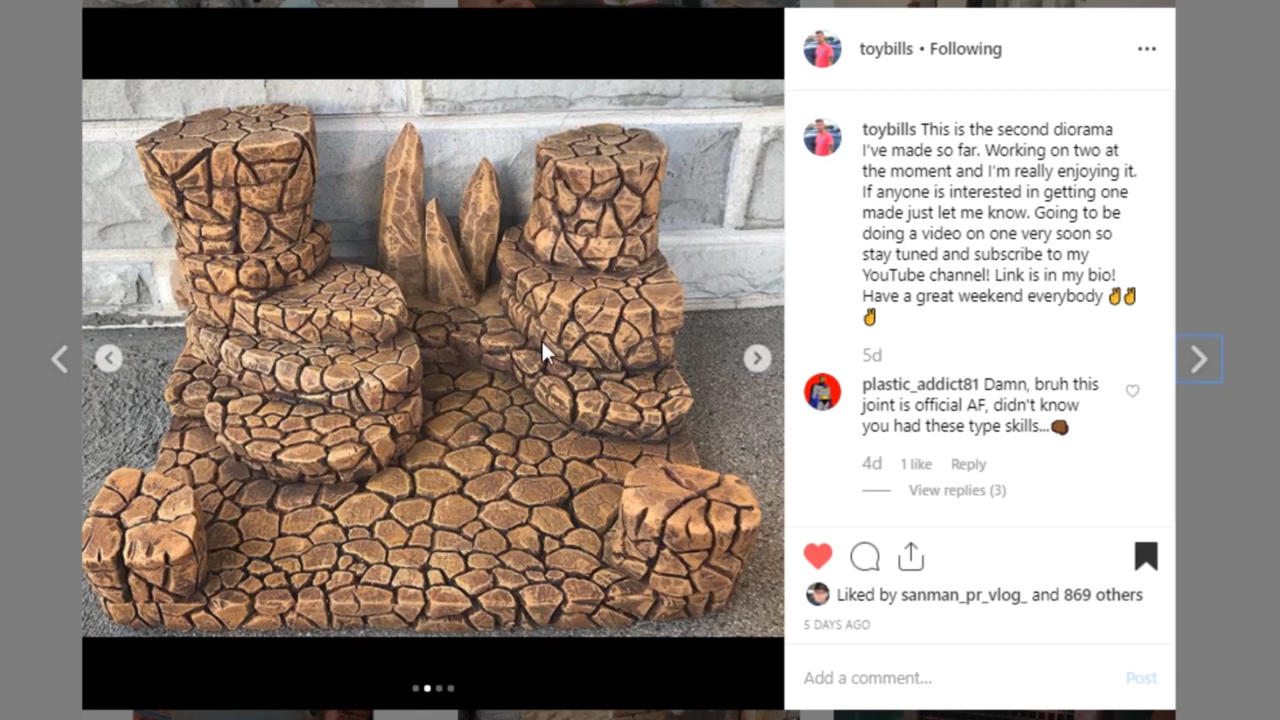 toybills • Following
toybills This is the second diorama
I've made so far. Working on two at
the moment and I'm really enjoying it.
If anyone is interested in getting one
made just let me know. Going to be
doing a video on one very soon so
stay tuned and subscribe to my
YouTube channel! Link is in my bio!
Have a great weekend everybody ✌️✌️
✌️
5d
plastic_addict81 Damn, bruh this
joint is official AF, didn't know
you had these type skills...
4d 1 like Reply
View replies (3)
Liked by sanman_pr_vlog_ and 869 others
5 DAYS AGO
Add a comment... Post